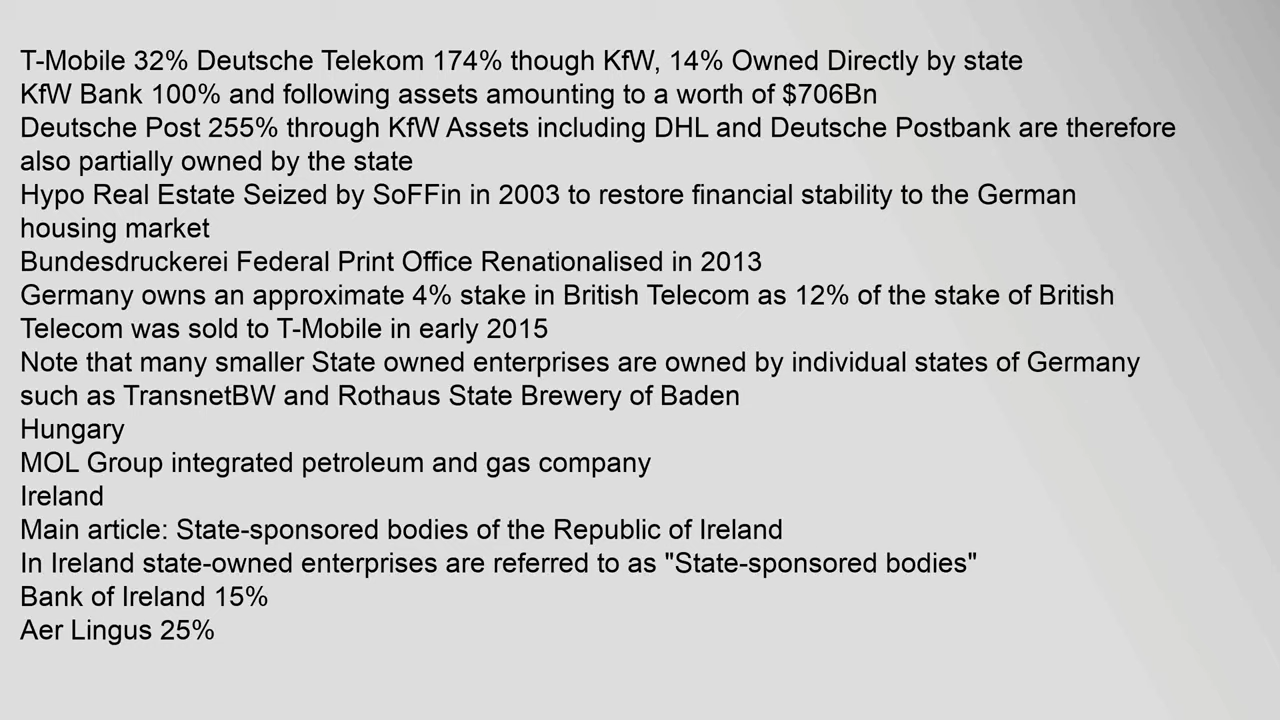 T-Mobile 32% Deutsche Telekom 174% though KfW, 14% Owned Directly by state
KfW Bank 100% and following assets amounting to a worth of $706Bn
Deutsche Post 255% through KfW Assets including DHL and Deutsche Postbank are therefore
also partially owned by the state
Hypo Real Estate Seized by SoFFin in 2003 to restore financial stability to the German
housing market
Bundesdruckerei Federal Print Office Renationalised in 2013
Germany owns an approximate 4% stake in British Telecom as 12% of the stake of British
Telecom was sold to T-Mobile in early 2015
Note that many smaller State owned enterprises are owned by individual states of Germany
such as TransnetBW and Rothaus State Brewery of Baden
Hungary
MOL Group integrated petroleum and gas company
Ireland
Main article: State-sponsored bodies of the Republic of Ireland
In Ireland state-owned enterprises are referred to as "State-sponsored bodies"
Bank of Ireland 15%
Aer Lingus 25%